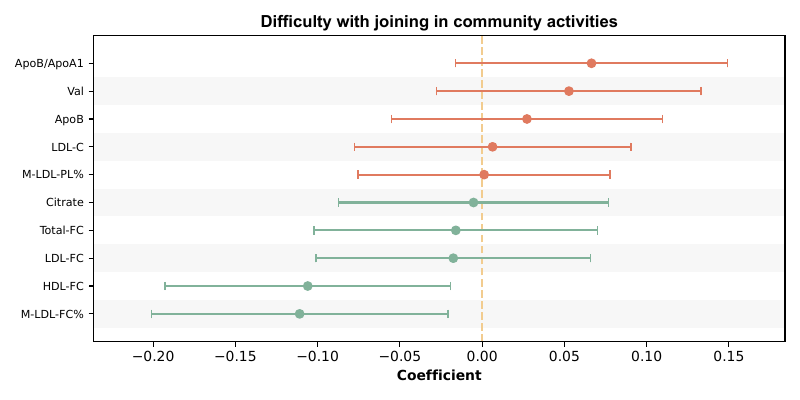 Difficulty with joining in community activities
ApoB/ApoA1
Val
ApoB
LDL-C
M-LDL-PL%
Citrate
Total-FC
LDL-FC
HDL-FC
M-LDL-FC%
−0.20 −0.15 −0.10 −0.05 0.00 0.05 0.10 0.15
Coefficient